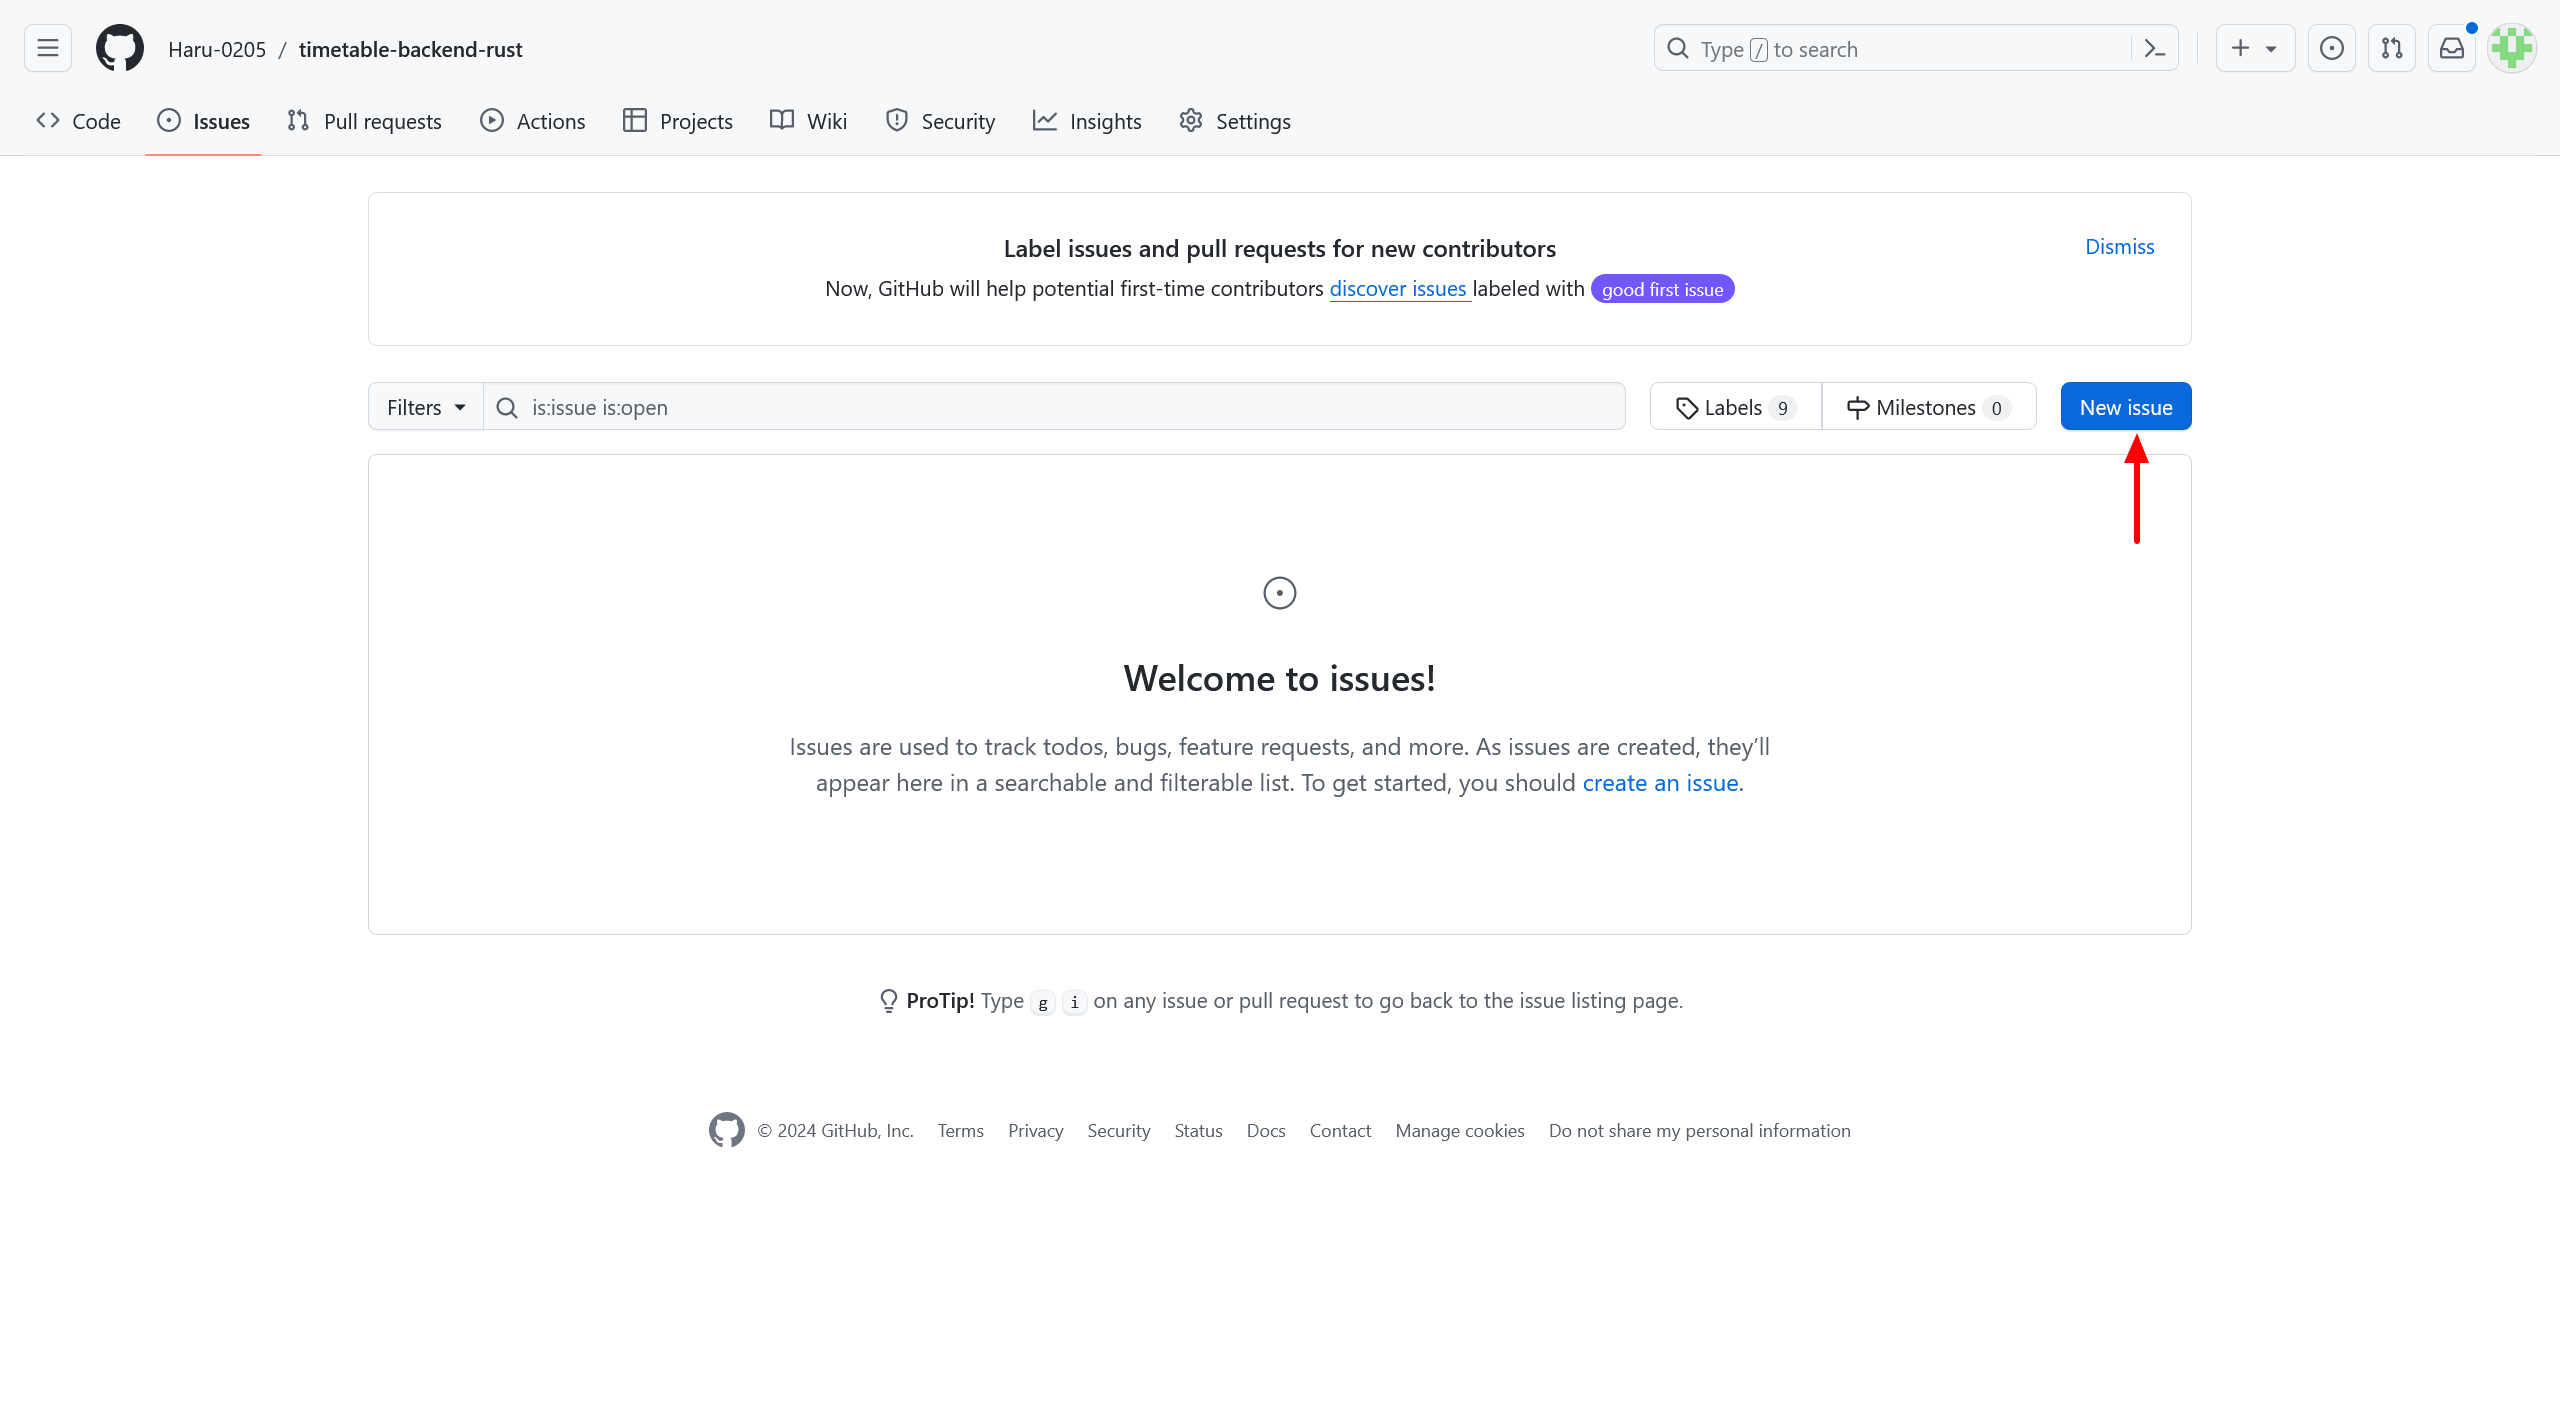 Haru-0205 / timetable-backend-rust
Type / to search
Code Issues Pull requests Actions Projects Wiki Security Insights Settings
Label issues and pull requests for new contributors
Dismiss
Now, GitHub will help potential first-time contributors discover issues labeled with good first issue
Filters is:issue is:open Labels 9 Milestones 0 New issue
Welcome to issues!
Issues are used to track todos, bugs, feature requests, and more. As issues are created, they’ll
appear here in a searchable and filterable list. To get started, you should create an issue.
ProTip! Type g i on any issue or pull request to go back to the issue listing page.
© 2024 GitHub, Inc. Terms Privacy Security Status Docs Contact Manage cookies Do not share my personal information